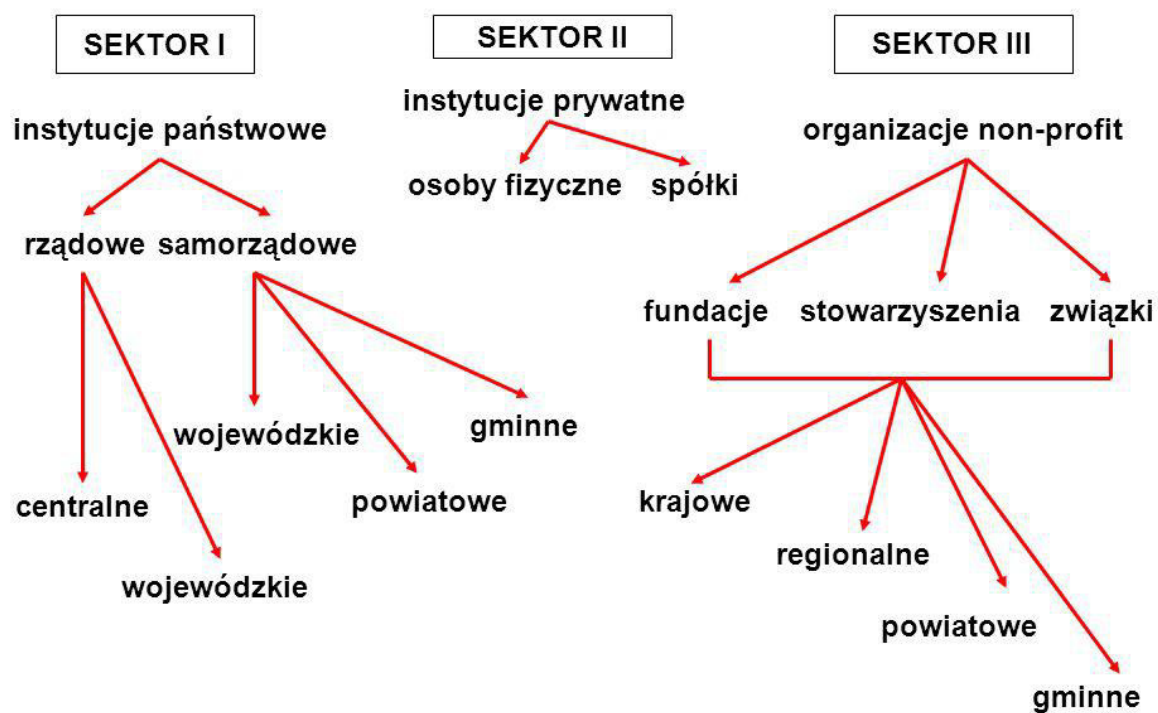 SEKTOR I
instytucje państwowe
rządowe samorządowe
wojewódzkie
gminne
centralne
powiatowe
wojewódzkie
SEKTOR II
instytucje prywatne
osoby fizyczne spółki
SEKTOR III
organizacje non-profit
fundacje stowarzyszenia związki
krajowe
regionalne
powiatowe
gminne